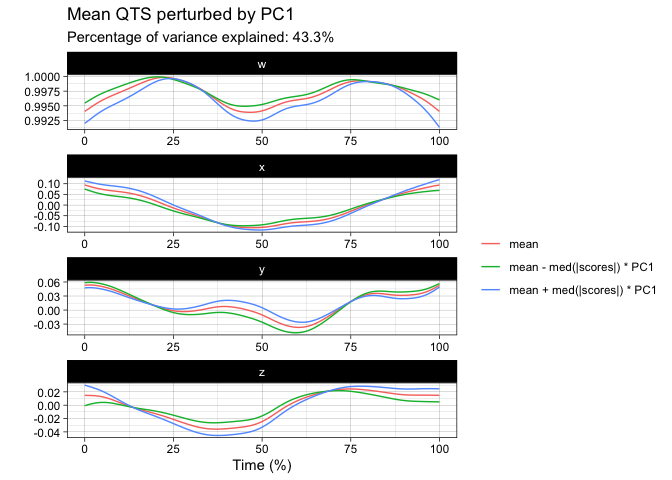 Mean QTS perturbed by PC1
Percentage of variance explained: 43.3%
w
1.0000
0.9975
0.9950
0.9925
0 25 50 75 100
x
0.10
0.05
0.00
-0.05
-0.10
0 25 50 75 100
y
0.06
0.03
0.00
-0.03
0 25 50 75 100
z
0.02
0.00
-0.02
-0.04
0 25 50 75 100
Time (%)
mean
mean - med(|scores|) * PC1
mean + med(|scores|) * PC1